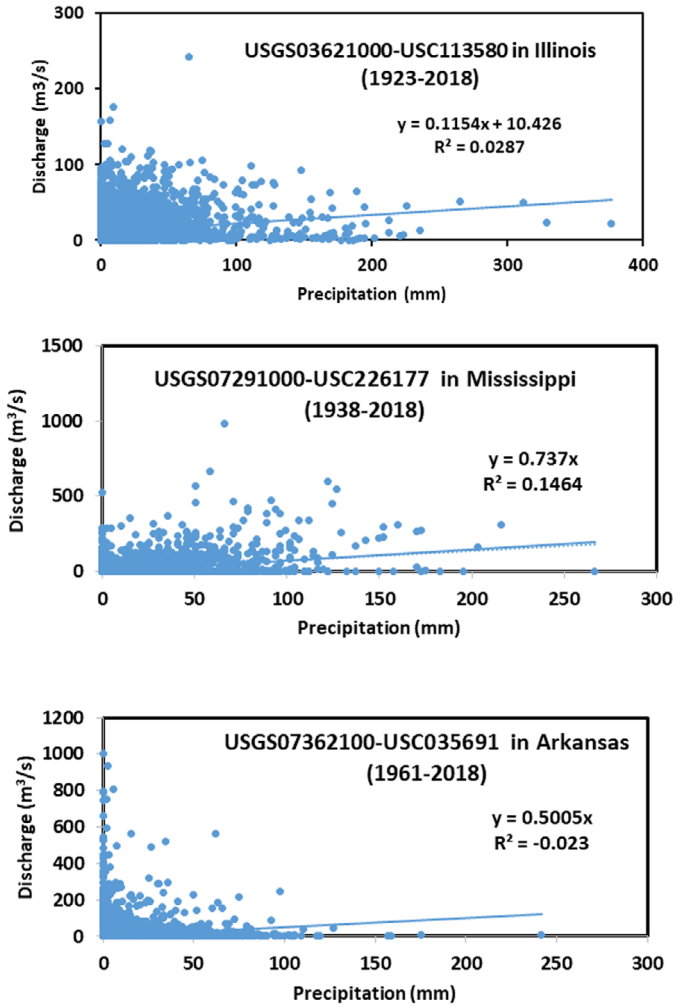 USGS03621000-USC113580 in Illinois
(1923-2018)
y = 0.1154x + 10.426
R² = 0.0287
Discharge (m3/s)
300
200
100
0
0 100 200 300 400
Precipitation (mm)
USGS07291000-USC226177 in Mississippi
(1938-2018)
y = 0.737x
R² = 0.1464
Discharge (m³/s)
1500
1000
500
0
0 50 100 150 200 250 300
Precipitation (mm)
USGS07362100-USC035691 in Arkansas
(1961-2018)
y = 0.5005x
R² = -0.023
Discharge (m³/s)
1200
1000
800
600
400
200
0
0 50 100 150 200 250 300
Precipitation (mm)